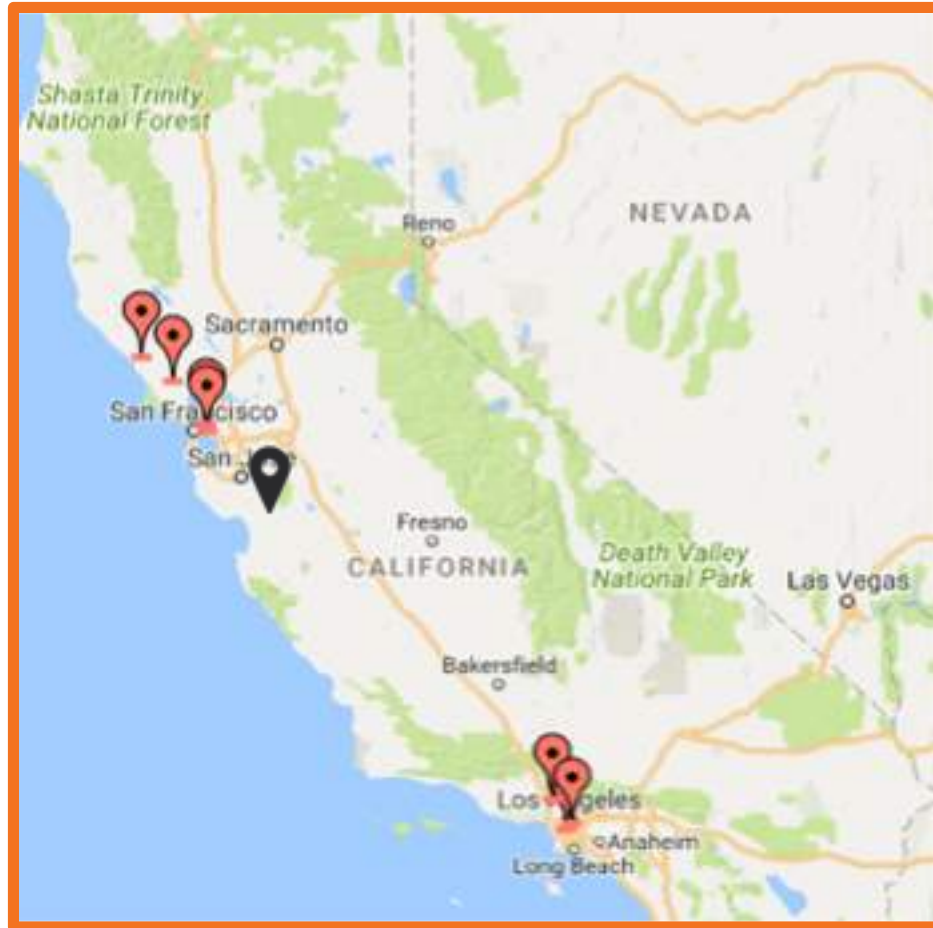 Shasta Trinity
National Forest
Reno
NEVADA
Sacramento
San Francisco
San
Fresno
CALIFORNIA
Death Valley
National Park
Las Vegas
Bakersfield
Los Angeles
Anaheim
Long Beach